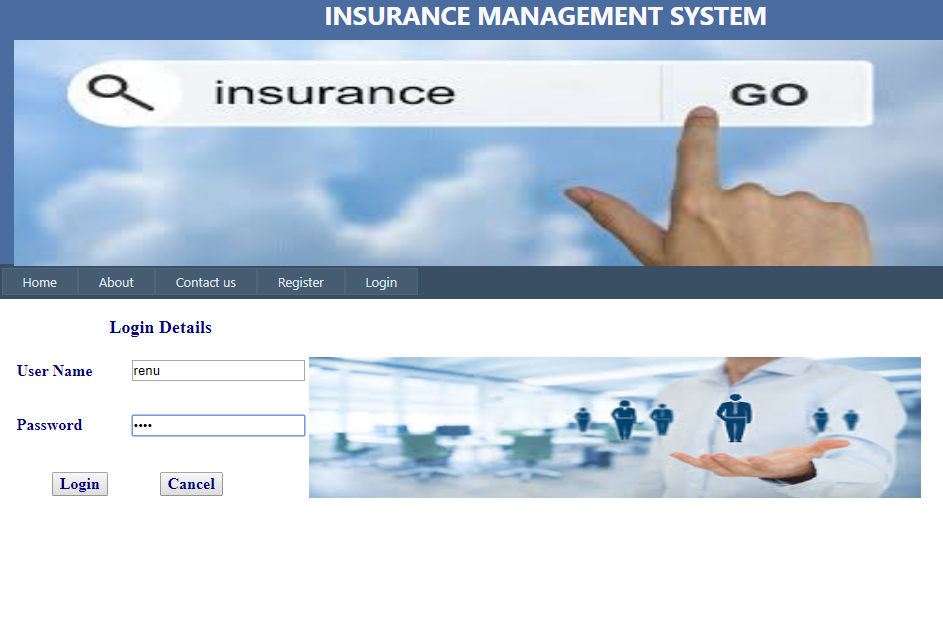 INSURANCE MANAGEMENT SYSTEM
insurance GO
Home About Contact us Register Login
Login Details
User Name renu
Password ••••
Login Cancel